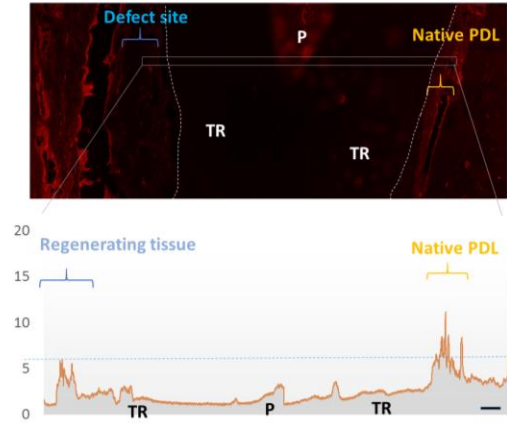 Defect site
P
Native PDL
TR
TR
20
Regenerating tissue
Native PDL
15
10
5
0
TR
P
TR